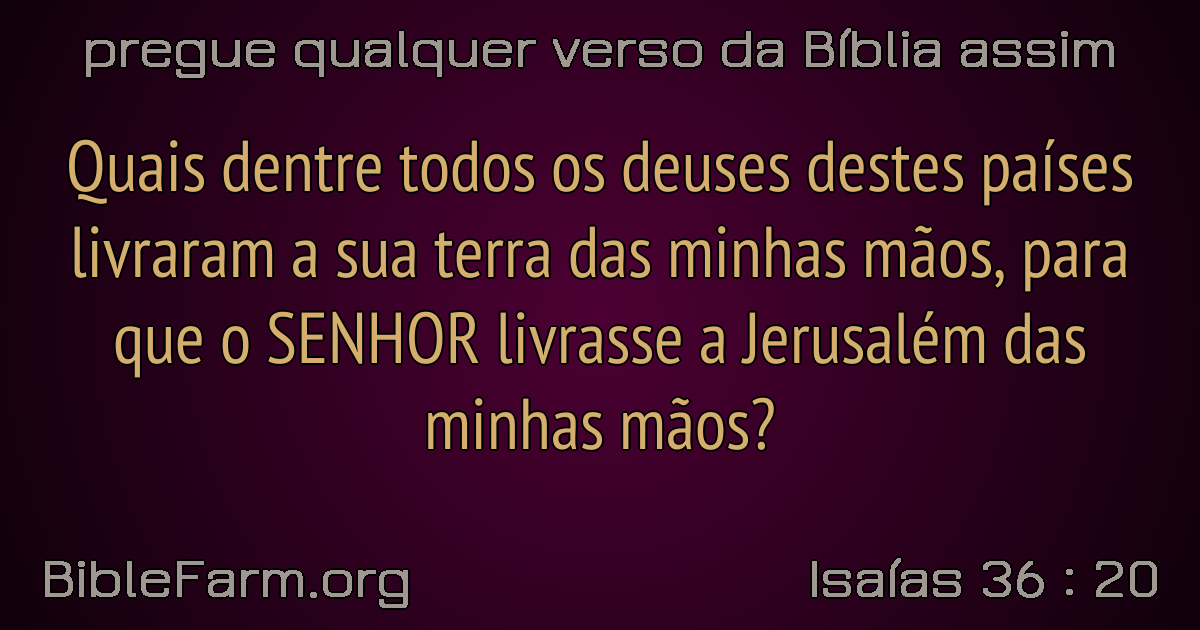 pregue qualquer verso da Bíblia assim
Quais dentre todos os deuses destes países
livraram a sua terra das minhas mãos, para
que o SENHOR livrasse a Jerusalém das
minhas mãos?
BibleFarm.org
Isaías 36 : 20